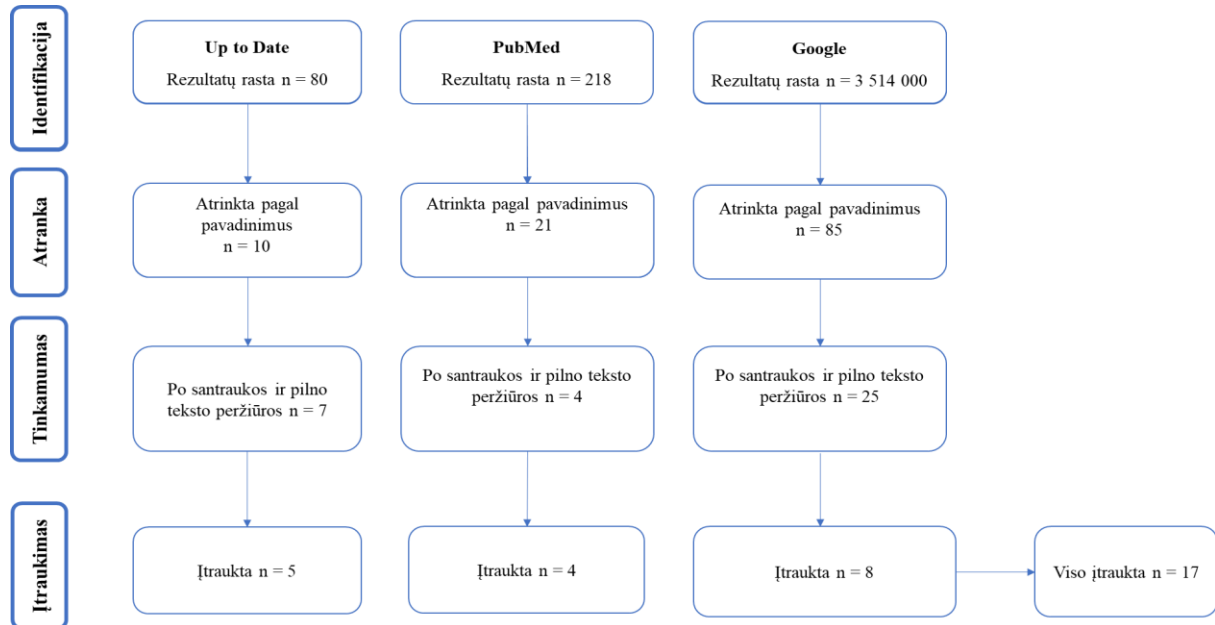 Identifikacija
Up to Date
Rezultatų rasta n = 80
PubMed
Rezultatų rasta n = 218
Google
Rezultatų rasta n = 3 514 000
Atranka
Atrinkta pagal
pavadinimus
n = 10
Atrinkta pagal pavadinimus
n = 21
Atrinkta pagal pavadinimus
n = 85
Tinkamumas
Po santraukos ir pilno
teksto peržiūros n = 7
Po santraukos ir pilno teksto
peržiūros n = 4
Po santraukos ir pilno teksto
peržiūros n = 25
Įtraukimas
Įtraukta n = 5
Įtraukta n = 4
Įtraukta n = 8
Viso įtraukta n = 17